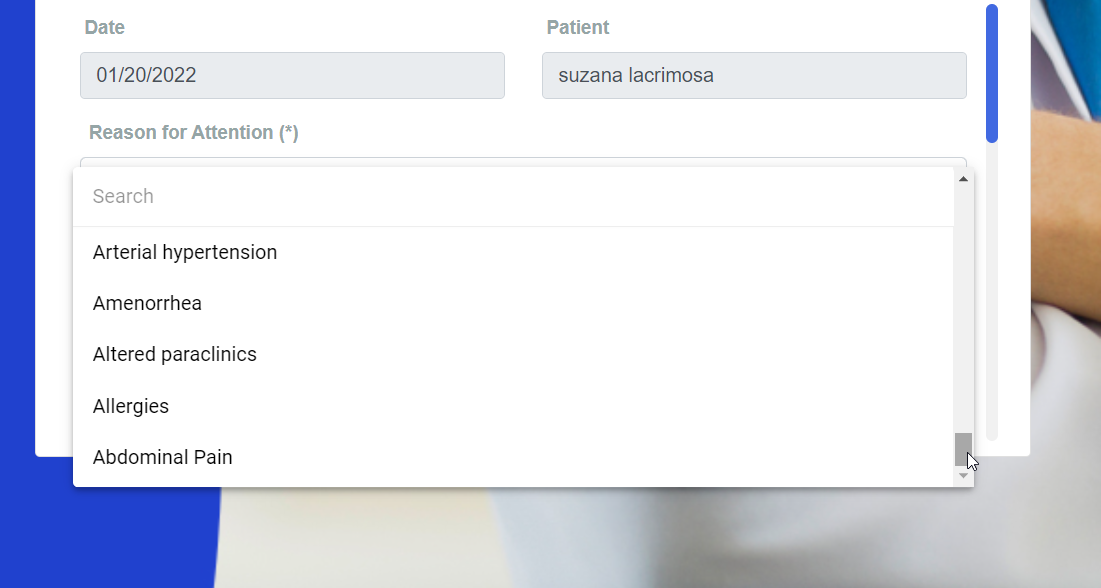 Date
Patient
01/20/2022
suzana lacrimosa
Reason for Attention (*)
Search
Arterial hypertension
Amenorrhea
Altered paraclinics
Allergies
Abdominal Pain